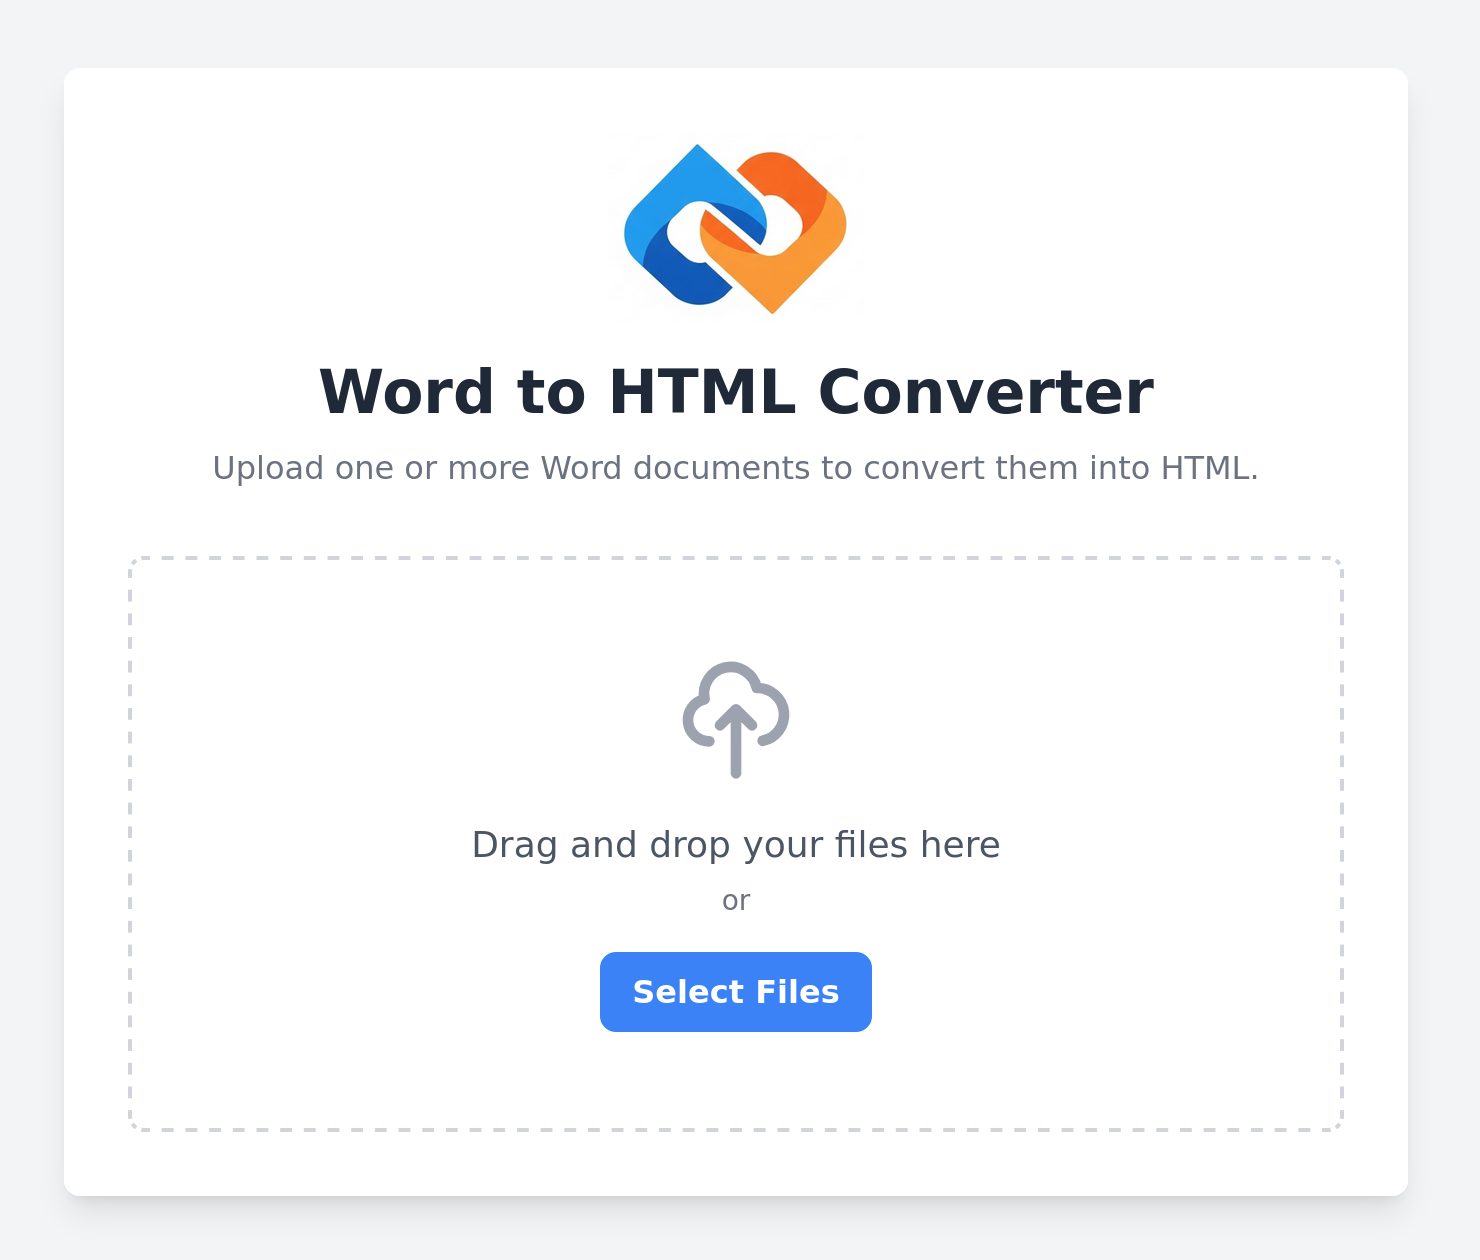 Word to HTML Converter
Upload one or more Word documents to convert them into HTML.
Drag and drop your files here
or
Select Files